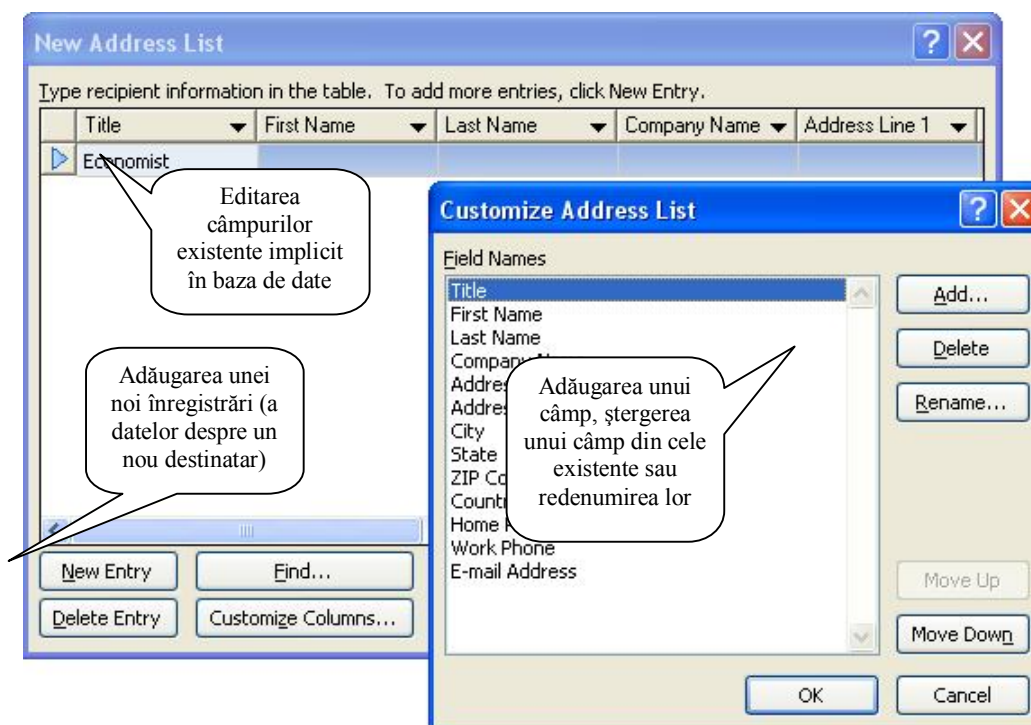 New Address List
Type recipient information in the table. To add more entries, click New Entry.
Title First Name Last Name Company Name Address Line 1
Economist
Editarea
câmpurilor
existente implicit
în baza de date
Adăugarea unei
noi înregistrări (a
datelor despre un
nou destinatar)
New Entry Find...
Delete Entry Customize Columns...
Customize Address List
Field Names
Title
First Name
Last Name
Company
City
State
ZIP
Home
Work Phone
E-mail Address
Adăugarea unui
câmp, ştergerea
unui câmp din cele
existente sau
redenumirea lor
Add...
Delete
Rename...
Move Up
Move Down
OK Cancel